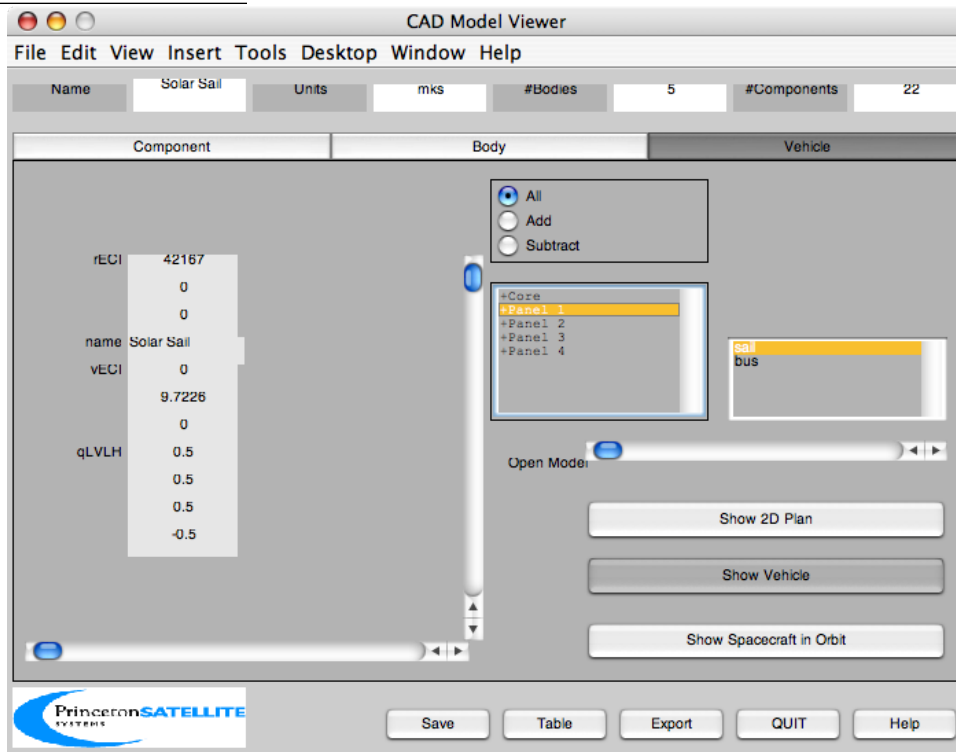 CAD Model Viewer
File Edit View Insert Tools Desktop Window Help
Name Solar Sail Units mks #Bodies 5 #Components 22
Component Body Vehicle
All
Add
Subtract
rECI 42167
0
0
name Solar Sail
vECI 0
9.7226
0
qLVLH 0.5
0.5
0.5
-0.5
+Core
+Panel 1
+Panel 2
+Panel 3
+Panel 4
sail
bus
Open Model
Show 2D Plan
Show Vehicle
Show Spacecraft in Orbit
PrinceronSATELLITE
SYSTEMS
Save Table Export QUIT Help